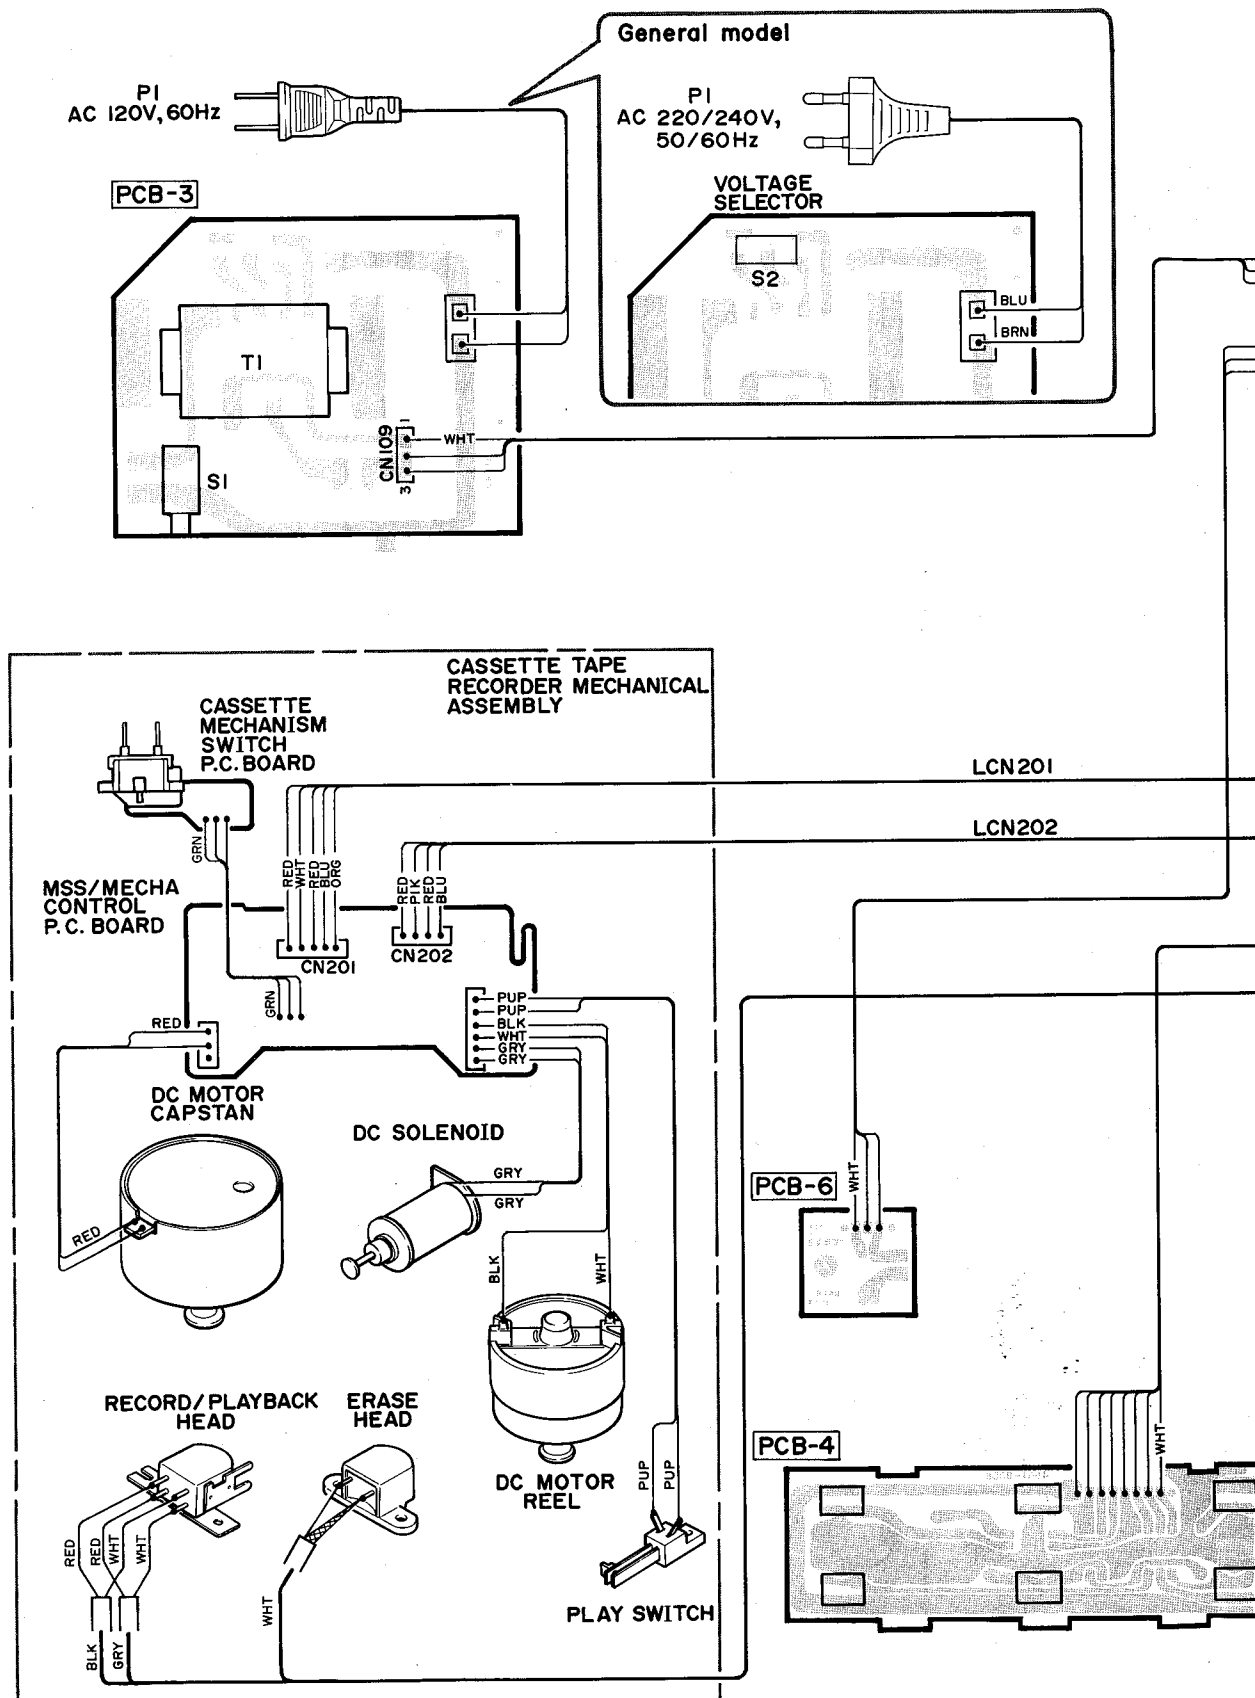 General model
P1
AC 120V, 60Hz
P1
AC 220/240V,
50/60Hz
PCB-3
VOLTAGE
SELECTOR
S2
BLU
BRN
T1
CN109
1
WHT
3
S1
CASSETTE TAPE
RECORDER MECHANICAL
ASSEMBLY
CASSETTE
MECHANISM
SWITCH
P.C. BOARD
LCN201
LCN202
GRN
RED
WHT
RED
BLU
ORG
RED
PIK
RED
BLU
MSS/MECHA
CONTROL
P.C. BOARD
CN201
CN202
GRN
RED
PUP
PUP
BLK
WHT
GRY
GRY
DC MOTOR
CAPSTAN
DC SOLENOID
GRY
GRY
RED
BLK
WHT
PCB-6
WHT
RECORD/PLAYBACK
HEAD
ERASE
HEAD
DC MOTOR
REEL
PUP
PUP
PCB-4
WHT
RED
RED
WHT
WHT
WHT
PLAY SWITCH
BLK
GRY